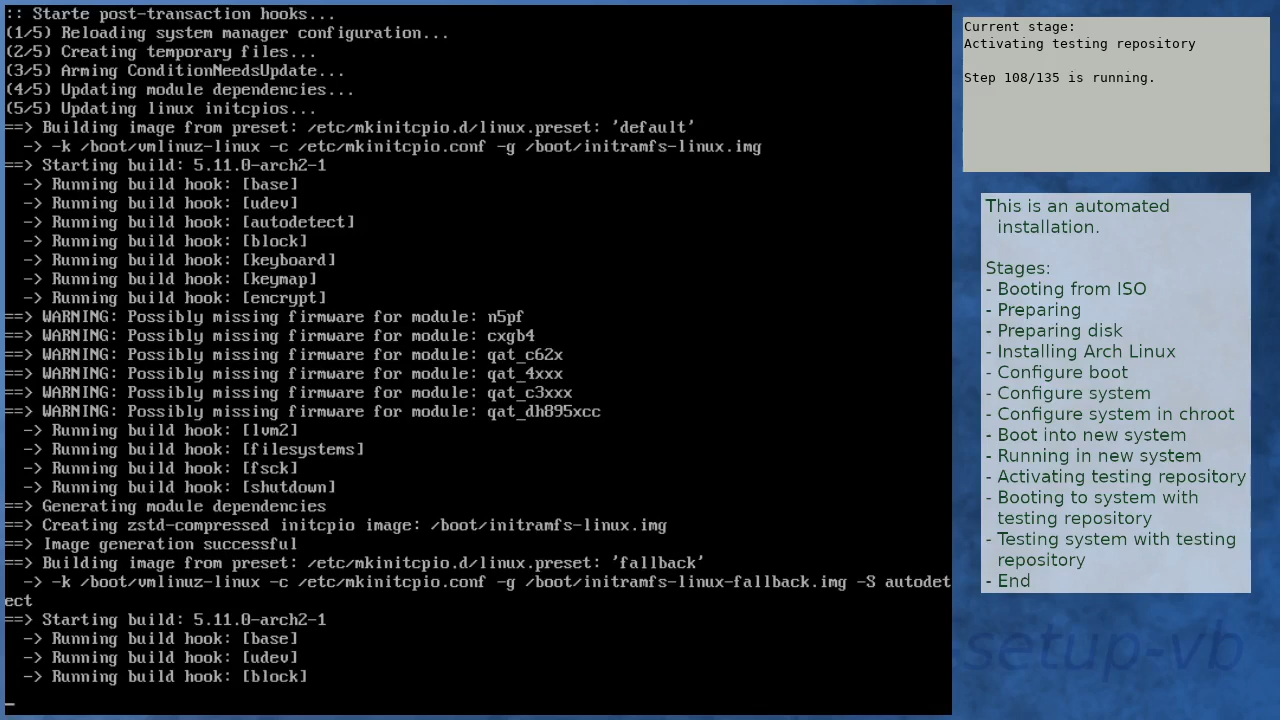 :: Starte post-transaction hooks...
(1/5) Reloading system manager configuration...
(2/5) Creating temporary files...
(3/5) Arming ConditionNeedsUpdate...
(4/5) Updating module dependencies...
(5/5) Updating linux initcpios...
==> Building image from preset: /etc/mkinitcpio.d/linux.preset: 'default'
  -> -k /boot/vmlinuz-linux -c /etc/mkinitcpio.conf -g /boot/initramfs-linux.img
==> Starting build: 5.11.0-arch2-1
  -> Running build hook: [base]
  -> Running build hook: [udev]
  -> Running build hook: [autodetect]
  -> Running build hook: [block]
  -> Running build hook: [keyboard]
  -> Running build hook: [keymap]
  -> Running build hook: [encrypt]
==> WARNING: Possibly missing firmware for module: n5pf
==> WARNING: Possibly missing firmware for module: cxgb4
==> WARNING: Possibly missing firmware for module: qat_c62x
==> WARNING: Possibly missing firmware for module: qat_4xxx
==> WARNING: Possibly missing firmware for module: qat_c3xxx
==> WARNING: Possibly missing firmware for module: qat_dh895xcc
  -> Running build hook: [lvm2]
  -> Running build hook: [filesystems]
  -> Running build hook: [fsck]
  -> Running build hook: [shutdown]
==> Generating module dependencies
==> Creating zstd-compressed initcpio image: /boot/initramfs-linux.img
==> Image generation successful
==> Building image from preset: /etc/mkinitcpio.d/linux.preset: 'fallback'
  -> -k /boot/vmlinuz-linux -c /etc/mkinitcpio.conf -g /boot/initramfs-linux-fallback.img -S autodet
ect
==> Starting build: 5.11.0-arch2-1
  -> Running build hook: [base]
  -> Running build hook: [udev]
  -> Running build hook: [block]
_
Current stage:
Activating testing repository
Step 108/135 is running.
This is an automated
installation.
Stages:
- Booting from ISO
- Preparing
- Preparing disk
- Installing Arch Linux
- Configure boot
- Configure system
- Configure system in chroot
- Boot into new system
- Running in new system
- Activating testing repository
- Booting to system with
testing repository
- Testing system with testing
repository
- End
setup-vb